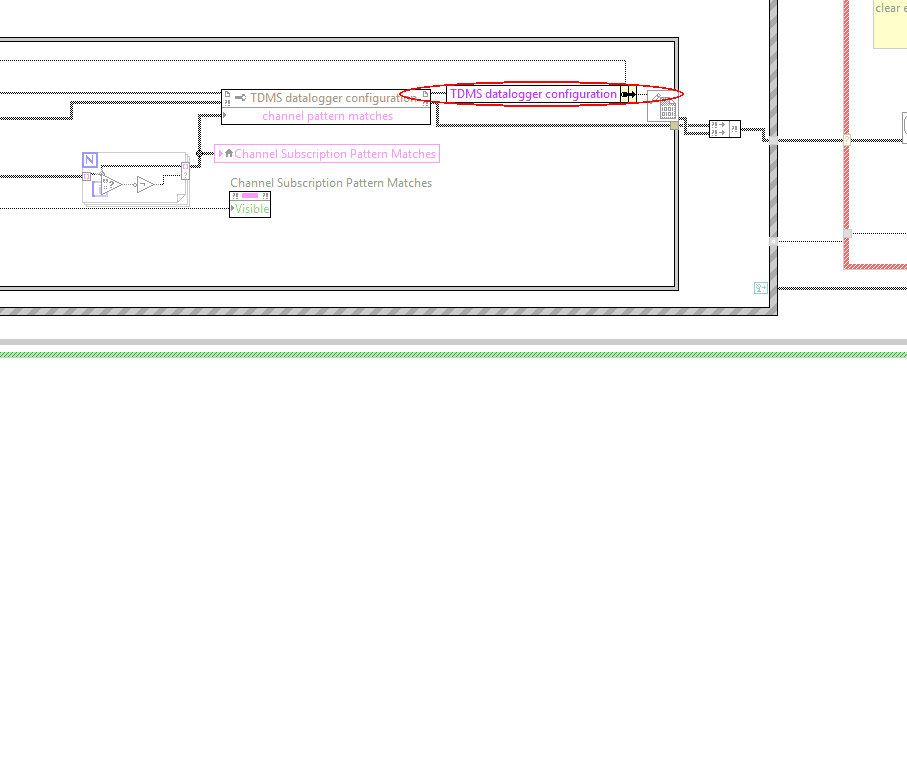 clear e
TDMS datalogger configuration
TDMS datalogger configuration
channel pattern matches
N
Channel Subscription Pattern Matches
Channel Subscription Pattern Matches
Visible